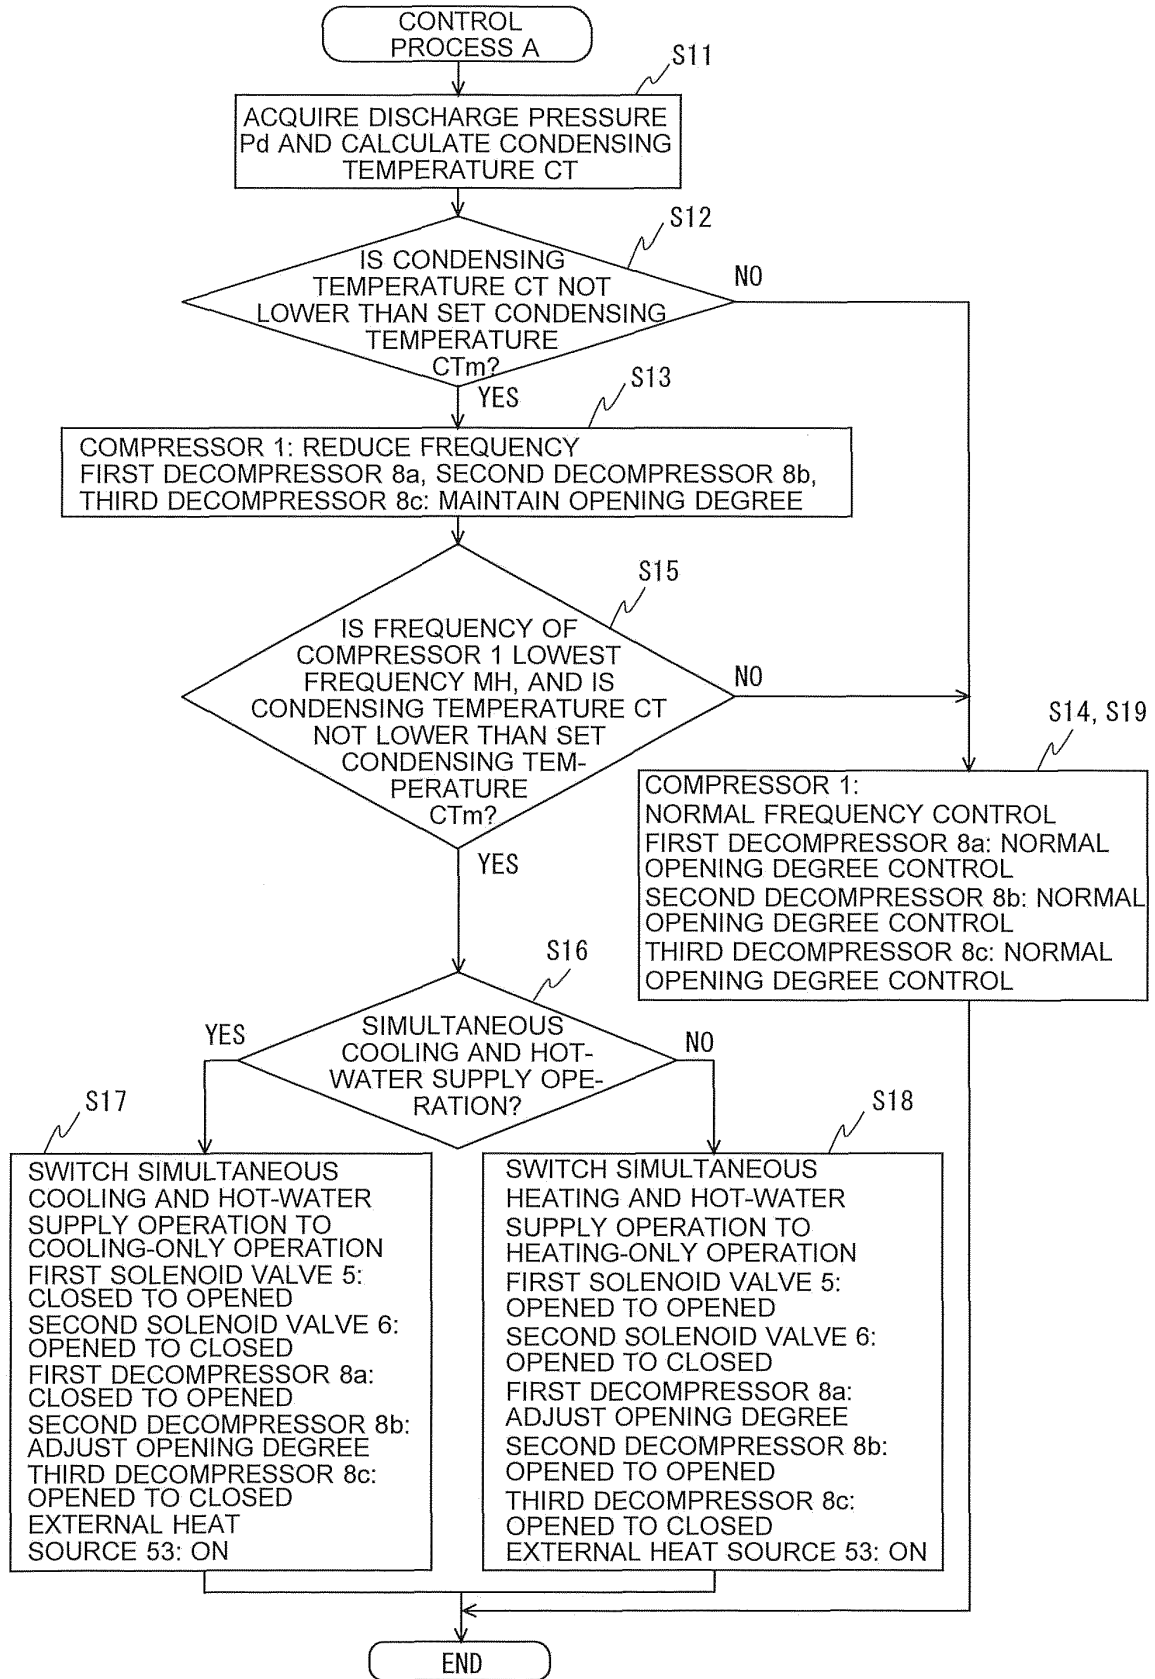 CONTROL
PROCESS A
S11
ACQUIRE DISCHARGE PRESSURE
Pd AND CALCULATE CONDENSING
TEMPERATURE CT
S12
IS CONDENSING
TEMPERATURE CT NOT
LOWER THAN SET CONDENSING
TEMPERATURE
CTm?
NO
YES
S13
COMPRESSOR 1: REDUCE FREQUENCY
FIRST DECOMPRESSOR 8a, SECOND DECOMPRESSOR 8b,
THIRD DECOMPRESSOR 8c: MAINTAIN OPENING DEGREE
S15
IS FREQUENCY OF
COMPRESSOR 1 LOWEST
FREQUENCY MH, AND IS
CONDENSING TEMPERATURE CT
NOT LOWER THAN SET
CONDENSING TEM-
PERATURE
CTm?
NO
YES
S14, S19
COMPRESSOR 1:
NORMAL FREQUENCY CONTROL
FIRST DECOMPRESSOR 8a: NORMAL
OPENING DEGREE CONTROL
SECOND DECOMPRESSOR 8b: NORMAL
OPENING DEGREE CONTROL
THIRD DECOMPRESSOR 8c: NORMAL
OPENING DEGREE CONTROL
S16
SIMULTANEOUS
COOLING AND HOT-
WATER SUPPLY OPE-
RATION?
YES
NO
S17
SWITCH SIMULTANEOUS
COOLING AND HOT-WATER
SUPPLY OPERATION TO
COOLING-ONLY OPERATION
FIRST SOLENOID VALVE 5:
CLOSED TO OPENED
SECOND SOLENOID VALVE 6:
OPENED TO CLOSED
FIRST DECOMPRESSOR 8a:
CLOSED TO OPENED
SECOND DECOMPRESSOR 8b:
ADJUST OPENING DEGREE
THIRD DECOMPRESSOR 8c:
OPENED TO CLOSED
EXTERNAL HEAT
SOURCE 53: ON
S18
SWITCH SIMULTANEOUS
HEATING AND HOT-WATER
SUPPLY OPERATION TO
HEATING-ONLY OPERATION
FIRST SOLENOID VALVE 5:
OPENED TO OPENED
SECOND SOLENOID VALVE 6:
OPENED TO CLOSED
FIRST DECOMPRESSOR 8a:
ADJUST OPENING DEGREE
SECOND DECOMPRESSOR 8b:
OPENED TO OPENED
THIRD DECOMPRESSOR 8c:
OPENED TO CLOSED
EXTERNAL HEAT SOURCE 53: ON
END